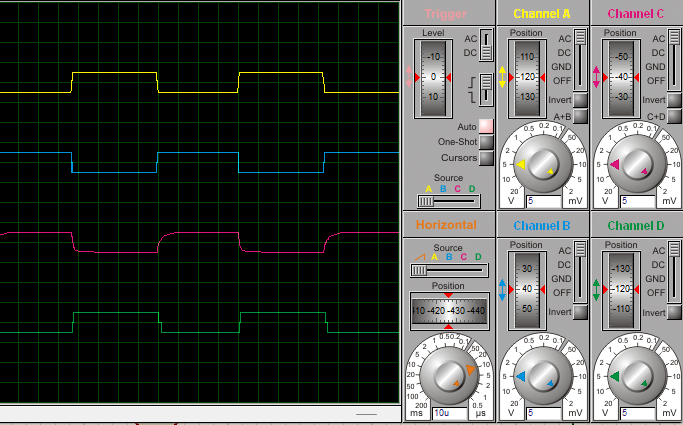 Trigger
Level
-10
0
10
AC
DC
Auto
One-Shot
Cursors
Source
A B C D
Channel A
Position
110
120
130
AC
DC
GND
OFF
Invert
A+B
V 5 mV
Channel C
Position
-50
-40
-30
AC
DC
GND
OFF
Invert
C+D
V 5 mV
Horizontal
Source
A B C D
Position
-420 -430 -440
ms 10u µs
Channel B
Position
30
40
50
AC
DC
GND
OFF
Invert
V 5 mV
Channel D
Position
-130
-120
-110
AC
DC
GND
OFF
Invert
V 5 mV